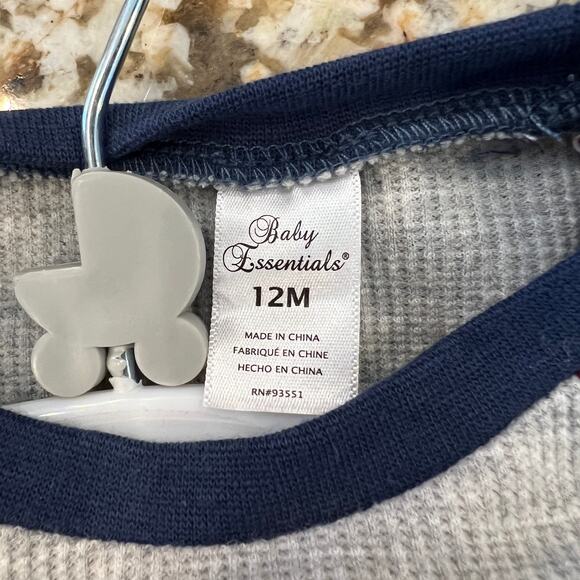 Baby
Essentials®
12M
MADE IN CHINA
FABRIQUÉ EN CHINE
HECHO EN CHINA
RN#93551